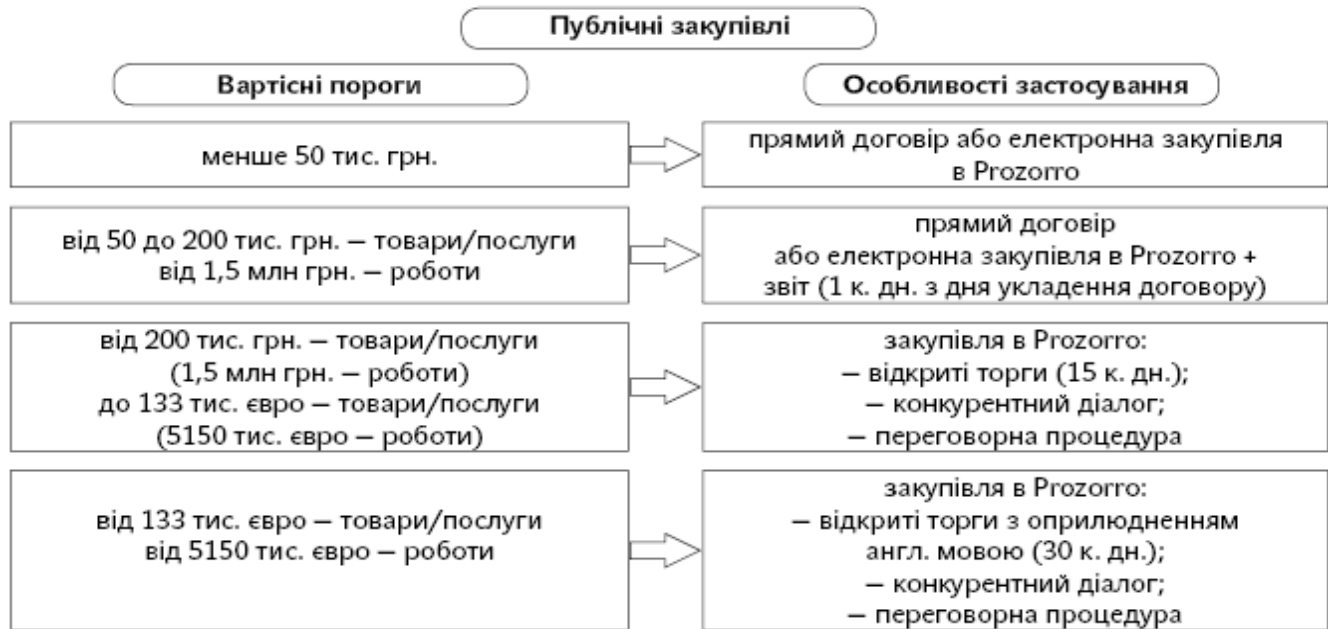 Публічні закупівлі
Вартісні пороги
Особливості застосування
менше 50 тис. грн.
прямий договір або електронна закупівля
в Prozorro
від 50 до 200 тис. грн. – товари/послуги
від 1,5 млн грн. – роботи
прямий договір
або електронна закупівля в Prozorro +
звіт (1 к. дн. з дня укладення договору)
від 200 тис. грн. – товари/послуги
(1,5 млн грн. – роботи)
до 133 тис. євро – товари/послуги
(5150 тис. євро – роботи)
закупівля в Prozorro:
– відкриті торги (15 к. дн.);
– конкурентний діалог;
– переговорна процедура
від 133 тис. євро – товари/послуги
від 5150 тис. євро – роботи
закупівля в Prozorro:
– відкриті торги з оприлюдненням
англ. мовою (30 к. дн.);
– конкурентний діалог;
– переговорна процедура